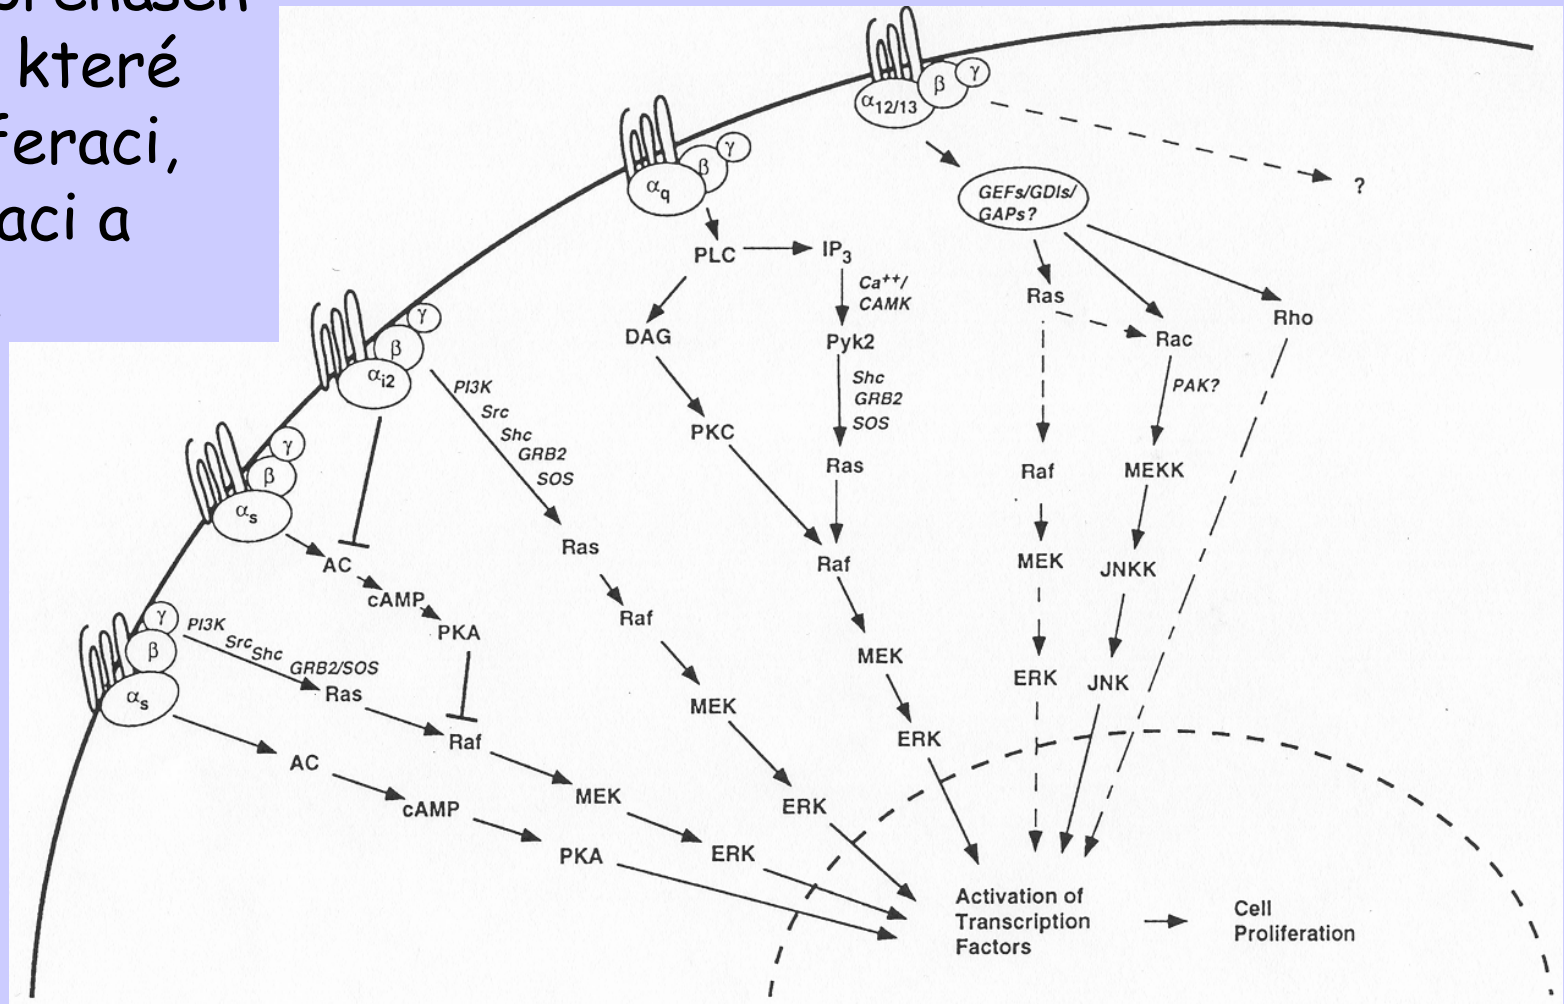 které
feraci,
aci a
α12/13
β
γ
?
αq
β
γ
GEFs/GDIs/
GAPs?
PLC
IP3
Ca++/
CAMK
Ras
Rho
DAG
Pyk2
Rac
αi2
β
γ
PI3K
Src
Shc
GRB2
SOS
Shc
GRB2
SOS
PAK?
PKC
Ras
Raf
MEKK
αs
β
γ
AC
cAMP
PKA
Ras
Raf
MEK
JNKK
Raf
MEK
ERK
JNK
αs
β
γ
PI3K
Src
Shc
GRB2/SOS
Ras
Raf
MEK
ERK
MEK
ERK
AC
cAMP
PKA
MEK
ERK
Activation of
Transcription
Factors
Cell
Proliferation